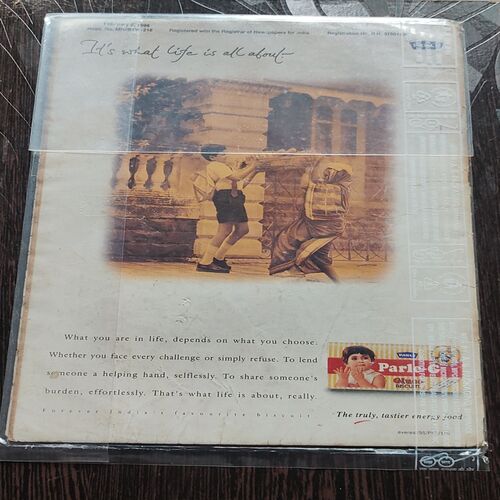 Registered with the Registrar of Newspapers for India
It's what life is all about.
What you are in life, depends on what you choose.
Whether you face every challenge or simply refuse. To lend
someone a helping hand, selflessly. To share someone's
burden, effortlessly. That's what life is about, really.
Forever India's favourite biscuit
PARLE
Parle-G
The truly, tastier energy food